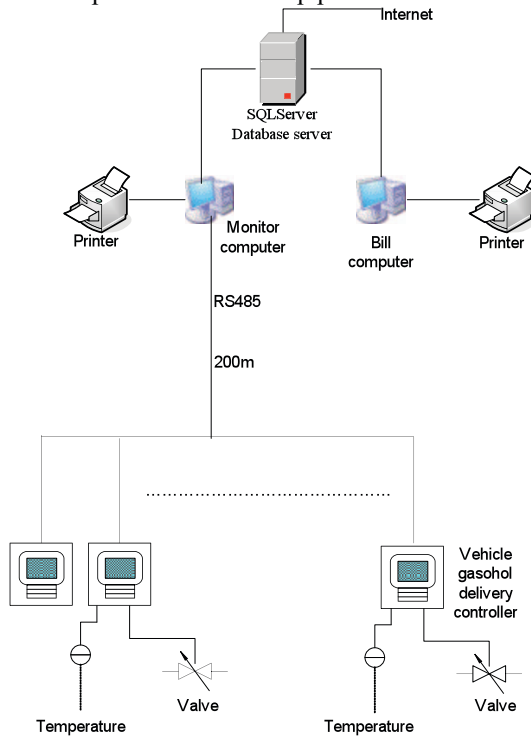 Internet
SQLServer
Database server
Printer
Monitor
computer
Bill
computer
Printer
RS485
200m
Vehicle
gasohol
delivery
controller
Valve
Valve
Temperature
Temperature